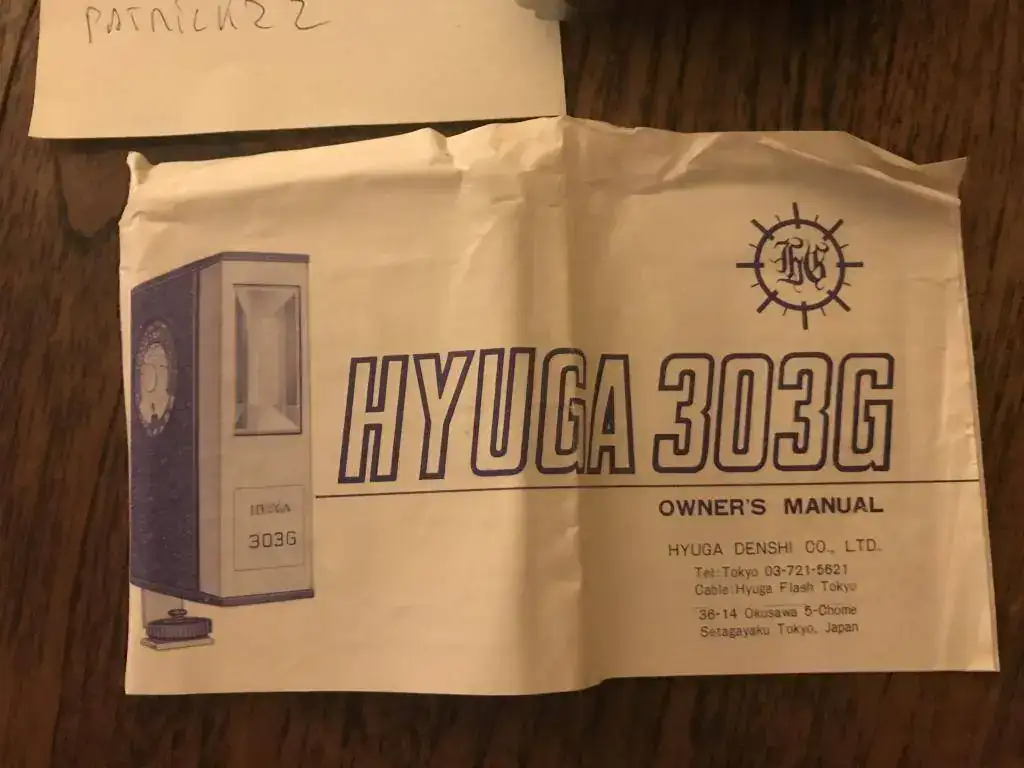 PATRICK22
HG
HYUGA 303G
HYUGA
303G
OWNER'S MANUAL
HYUGA DENSHI CO., LTD.
Tel: Tokyo 03-721-5621
Cable: Hyuga Flash Tokyo
36-14 Okusawa 5-Chome
Setagayaku Tokyo, Japan